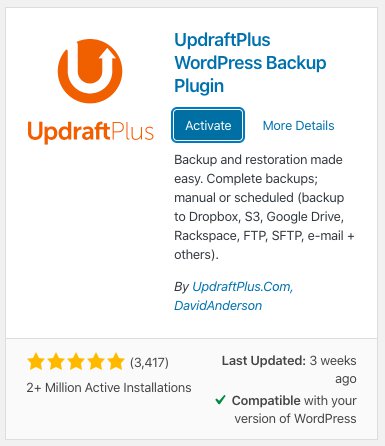 UpdraftPlus
WordPress Backup
Plugin
UpdraftPlus
Activate
More Details
Backup and restoration made
easy. Complete backups;
manual or scheduled (backup
to Dropbox, S3, Google Drive,
Rackspace, FTP, SFTP, e-mail +
others).
By UpdraftPlus.Com,
DavidAnderson
(3,417)
2+ Million Active Installations
Last Updated: 3 weeks
ago
Compatible with your
version of WordPress